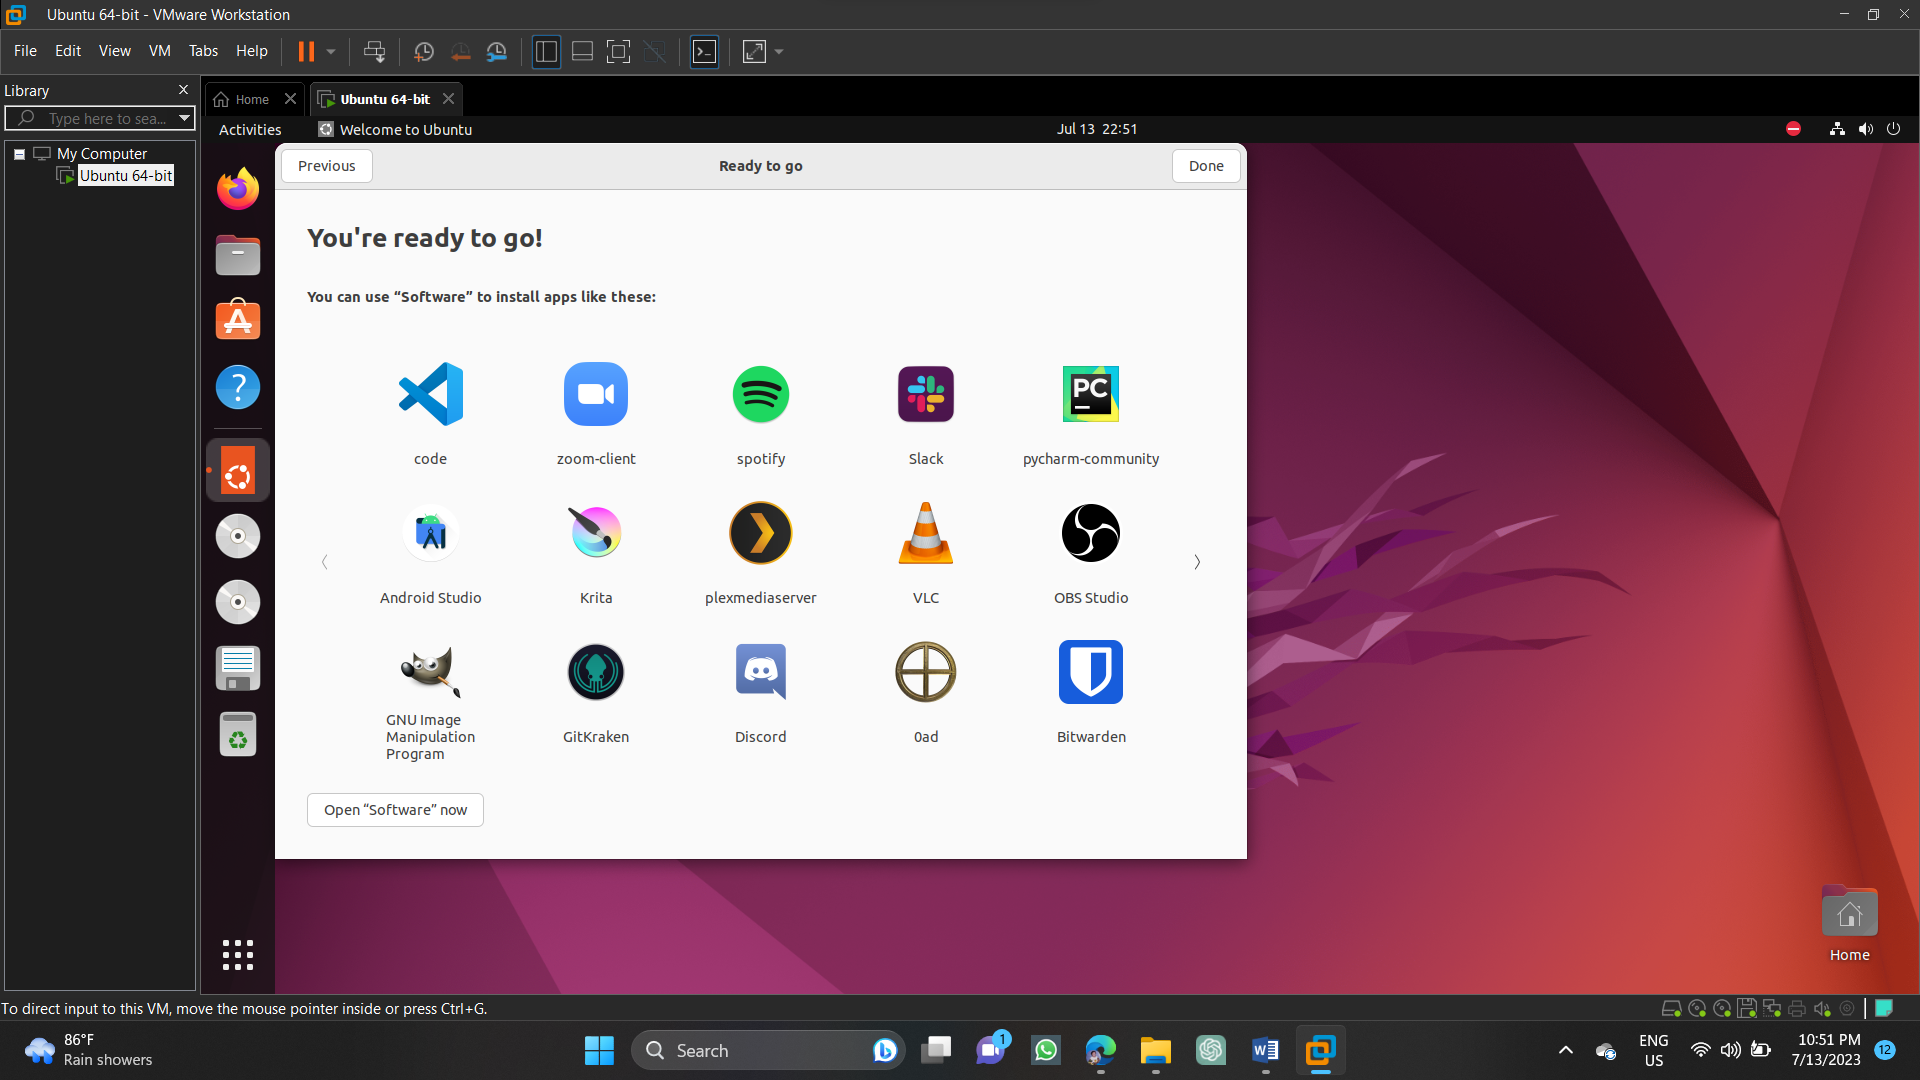 Ubuntu 64-bit - VMware Workstation
File Edit View VM Tabs Help
Library
Type here to sea...
My Computer
Ubuntu 64-bit
Home
Ubuntu 64-bit
Activities
Welcome to Ubuntu
Jul 13 22:51
Previous
Ready to go
Done
You're ready to go!
You can use “Software” to install apps like these:
code
zoom-client
spotify
Slack
PC
pycharm-community
Android Studio
Krita
plexmediaserver
VLC
OBS Studio
GNU Image
Manipulation
Program
GitKraken
Discord
0ad
Bitwarden
Open “Software” now
Home
To direct input to this VM, move the mouse pointer inside or press Ctrl+G.
86°F
Rain showers
Search
1
ENG
US
10:51 PM
7/13/2023
12